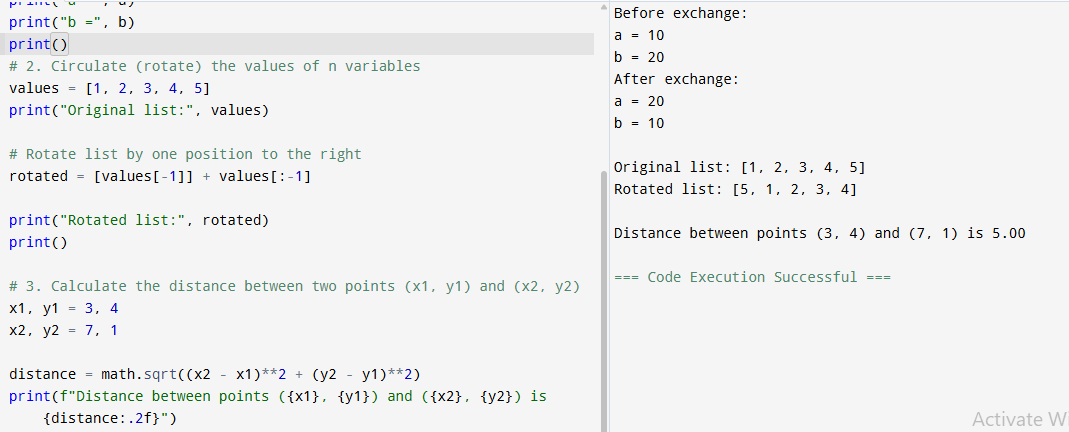 print("b =", b)
print()
# 2. Circulate (rotate) the values of n variables
values = [1, 2, 3, 4, 5]
print("Original list:", values)
# Rotate list by one position to the right
rotated = [values[-1]] + values[:-1]
print("Rotated list:", rotated)
print()
# 3. Calculate the distance between two points (x1, y1) and (x2, y2)
x1, y1 = 3, 4
x2, y2 = 7, 1
distance = math.sqrt((x2 - x1)**2 + (y2 - y1)**2)
print(f"Distance between points ({x1}, {y1}) and ({x2}, {y2}) is
{distance:.2f}")
Before exchange:
a = 10
b = 20
After exchange:
a = 20
b = 10
Original list: [1, 2, 3, 4, 5]
Rotated list: [5, 1, 2, 3, 4]
Distance between points (3, 4) and (7, 1) is 5.00
=== Code Execution Successful ===
Activate